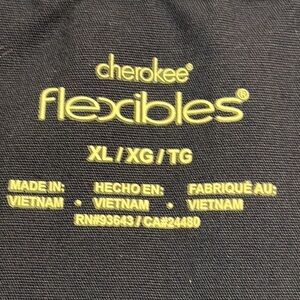 cherokee®
flexibles®
XL / XG / TG
MADE IN: HECHO EN: FABRIQUÉ AU:
VIETNAM • VIETNAM • VIETNAM
RN#93643 / CA#24480